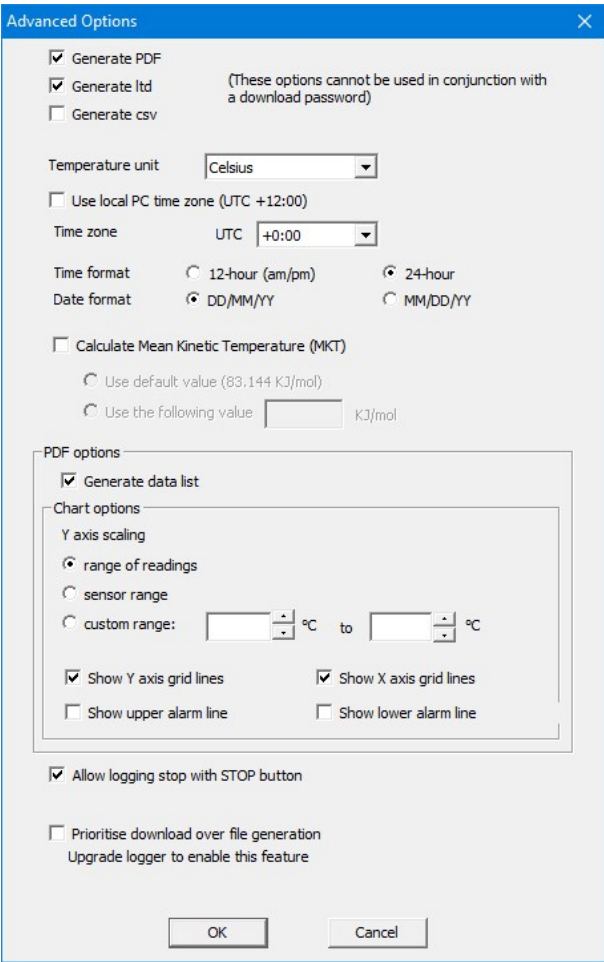 Advanced Options
Generate PDF
Generate ltd
(These options cannot be used in conjunction with
a download password)
Generate csv
Temperature unit Celsius
Use local PC time zone (UTC +12:00)
Time zone UTC +0:00
Time format 12-hour (am/pm) 24-hour
Date format DD/MM/YY MM/DD/YY
Calculate Mean Kinetic Temperature (MKT)
Use default value (83.144 KJ/mol)
Use the following value KJ/mol
PDF options
Generate data list
Chart options
Y axis scaling
range of readings
sensor range
custom range: °C to °C
Show Y axis grid lines Show X axis grid lines
Show upper alarm line Show lower alarm line
Allow logging stop with STOP button
Prioritise download over file generation
Upgrade logger to enable this feature
OK Cancel